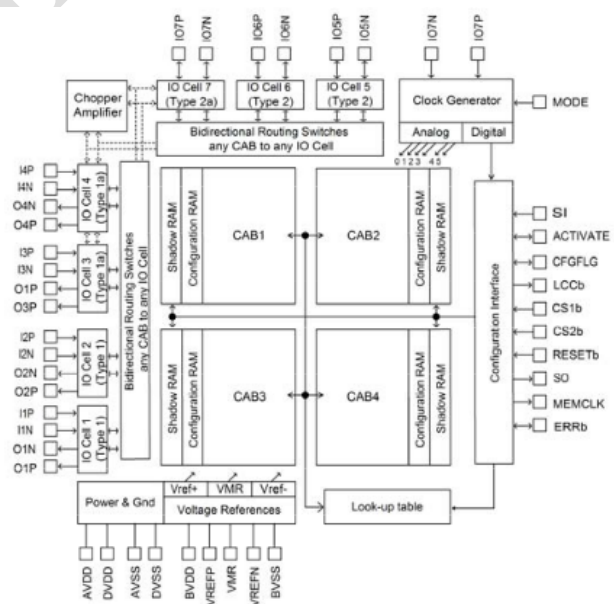 IO7P
IO7N
IO6P
IO6N
IO5P
IO5N
IO7N
IO7P
Chopper
Amplifier
IO Cell 7
(Type 2a)
IO Cell 6
(Type 2)
IO Cell 5
(Type 2)
Clock Generator
Analog
Digital
MODE
Bidirectional Routing Switches
any CAB to any IO Cell
0123 45
I4P
I4N
O4N
O4P
IO Cell 4
(Type 1a)
I3P
I3N
O1P
O3P
IO Cell 3
(Type 1a)
I2P
I2N
O2N
O2P
IO Cell 2
(Type 1)
I1P
I1N
O1N
O1P
IO Cell 1
(Type 1)
Bidirectional Routing Switches
any CAB to any IO Cell
Shadow RAM
Configuration RAM
CAB1
CAB2
Configuration RAM
Shadow RAM
Shadow RAM
Configuration RAM
CAB3
CAB4
Configuration RAM
Shadow RAM
Configuration Interface
SI
ACTIVATE
CFGFLG
LCCb
CS1b
CS2b
RESETb
SO
MEMCLK
ERRb
Power & Gnd
Vref+
VMR
Vref-
Voltage References
Look-up table
AVDD
DVDD
AVSS
DVSS
BVDD
VREFP
VMR
VREFN
BVSS